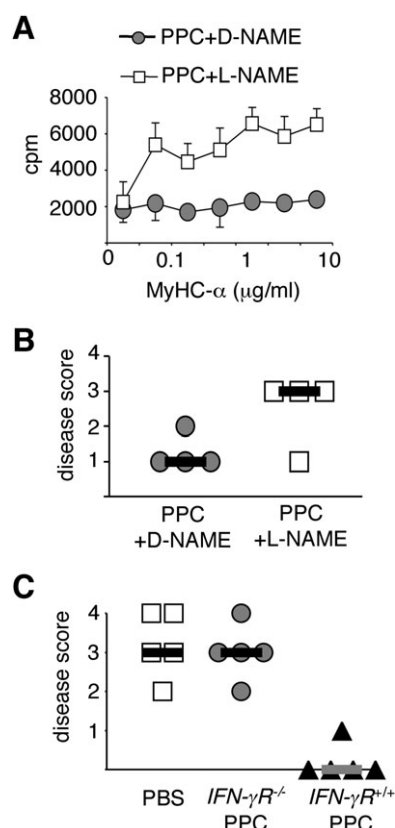 A
PPC+D-NAME
PPC+L-NAME
8000
6000
4000
2000
cpm
0
0.1
1
10
MyHC-α (μg/ml)
B
4
3
2
1
disease score
PPC
+D-NAME
PPC
+L-NAME
C
4
3
2
1
disease score
PBS
IFN-γR-/-
PPC
IFN-γR+/+
PPC